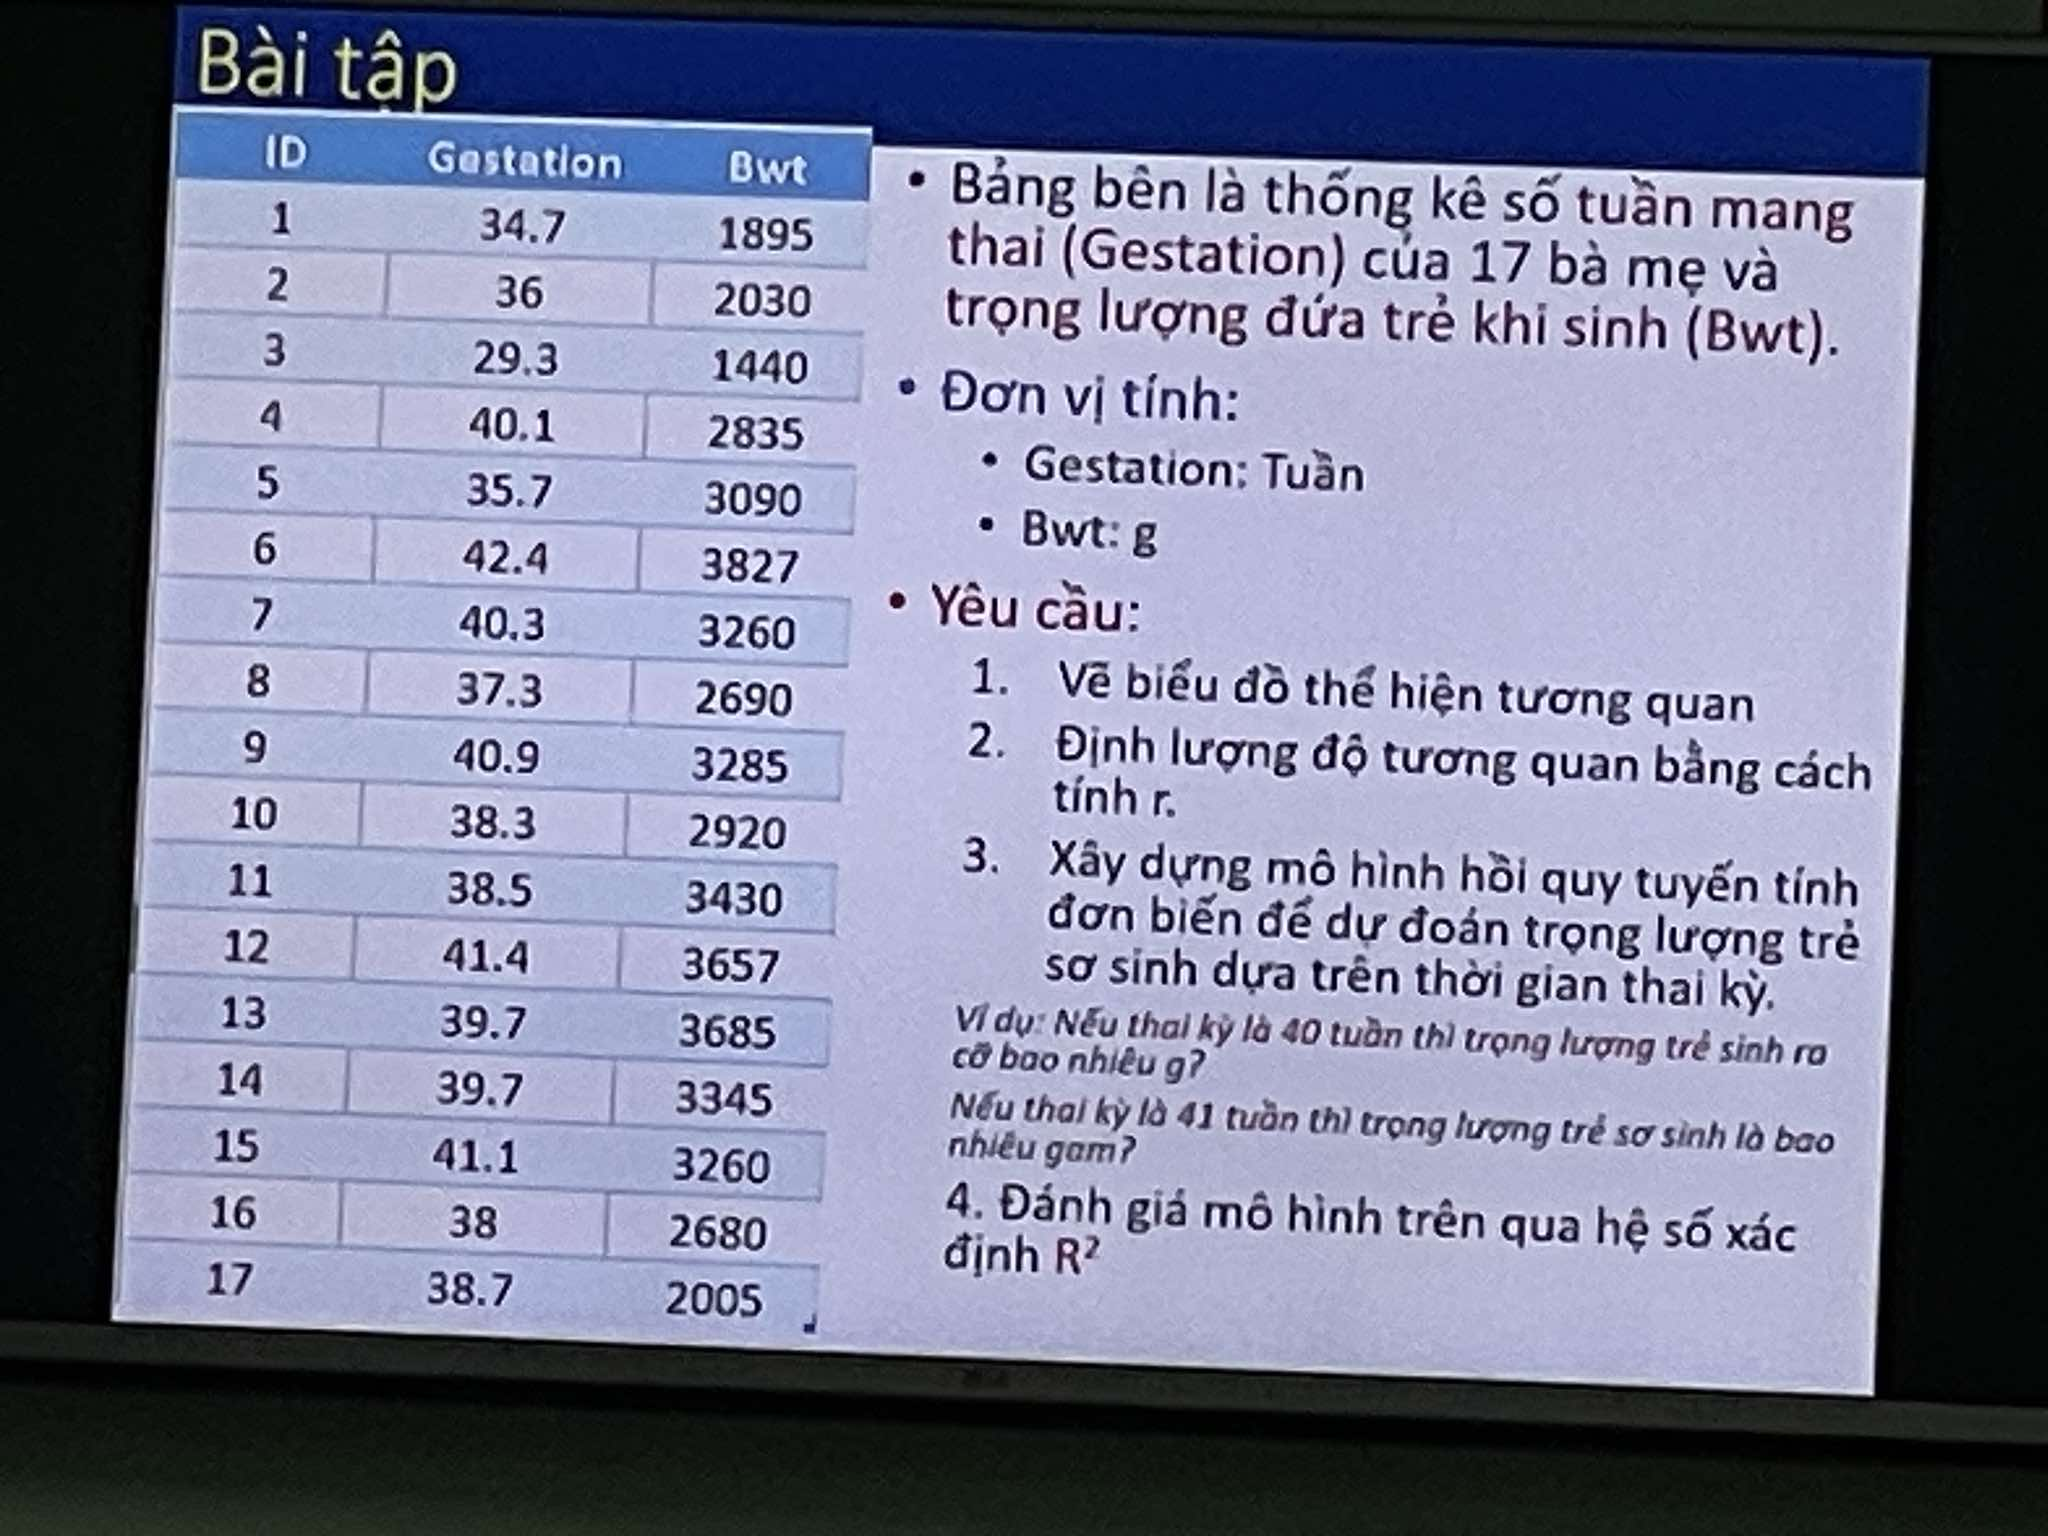 Bài tập
ID Gestation Bwt
1 34.7 1895
2 36 2030
3 29.3 1440
4 40.1 2835
5 35.7 3090
6 42.4 3827
7 40.3 3260
8 37.3 2690
9 40.9 3285
10 38.3 2920
11 38.5 3430
12 41.4 3657
13 39.7 3685
14 39.7 3345
15 41.1 3260
16 38 2680
17 38.7 2005
• Bảng bên là thống kê số tuần mang
thai (Gestation) của 17 bà mẹ và
trọng lượng đứa trẻ khi sinh (Bwt).
• Đơn vị tính:
• Gestation: Tuần
• Bwt: g
• Yêu cầu:
1. Vẽ biểu đồ thể hiện tương quan
2. Định lượng độ tương quan bằng cách
tính r.
3. Xây dựng mô hình hồi quy tuyến tính
đơn biến để dự đoán trọng lượng trẻ
sơ sinh dựa trên thời gian thai kỳ.
Ví dụ: Nếu thai kỳ là 40 tuần thì trọng lượng trẻ sinh ra
cỡ bao nhiêu g?
Nếu thai kỳ là 41 tuần thì trọng lượng trẻ sơ sinh là bao
nhiêu gam?
4. Đánh giá mô hình trên qua hệ số xác
định R²